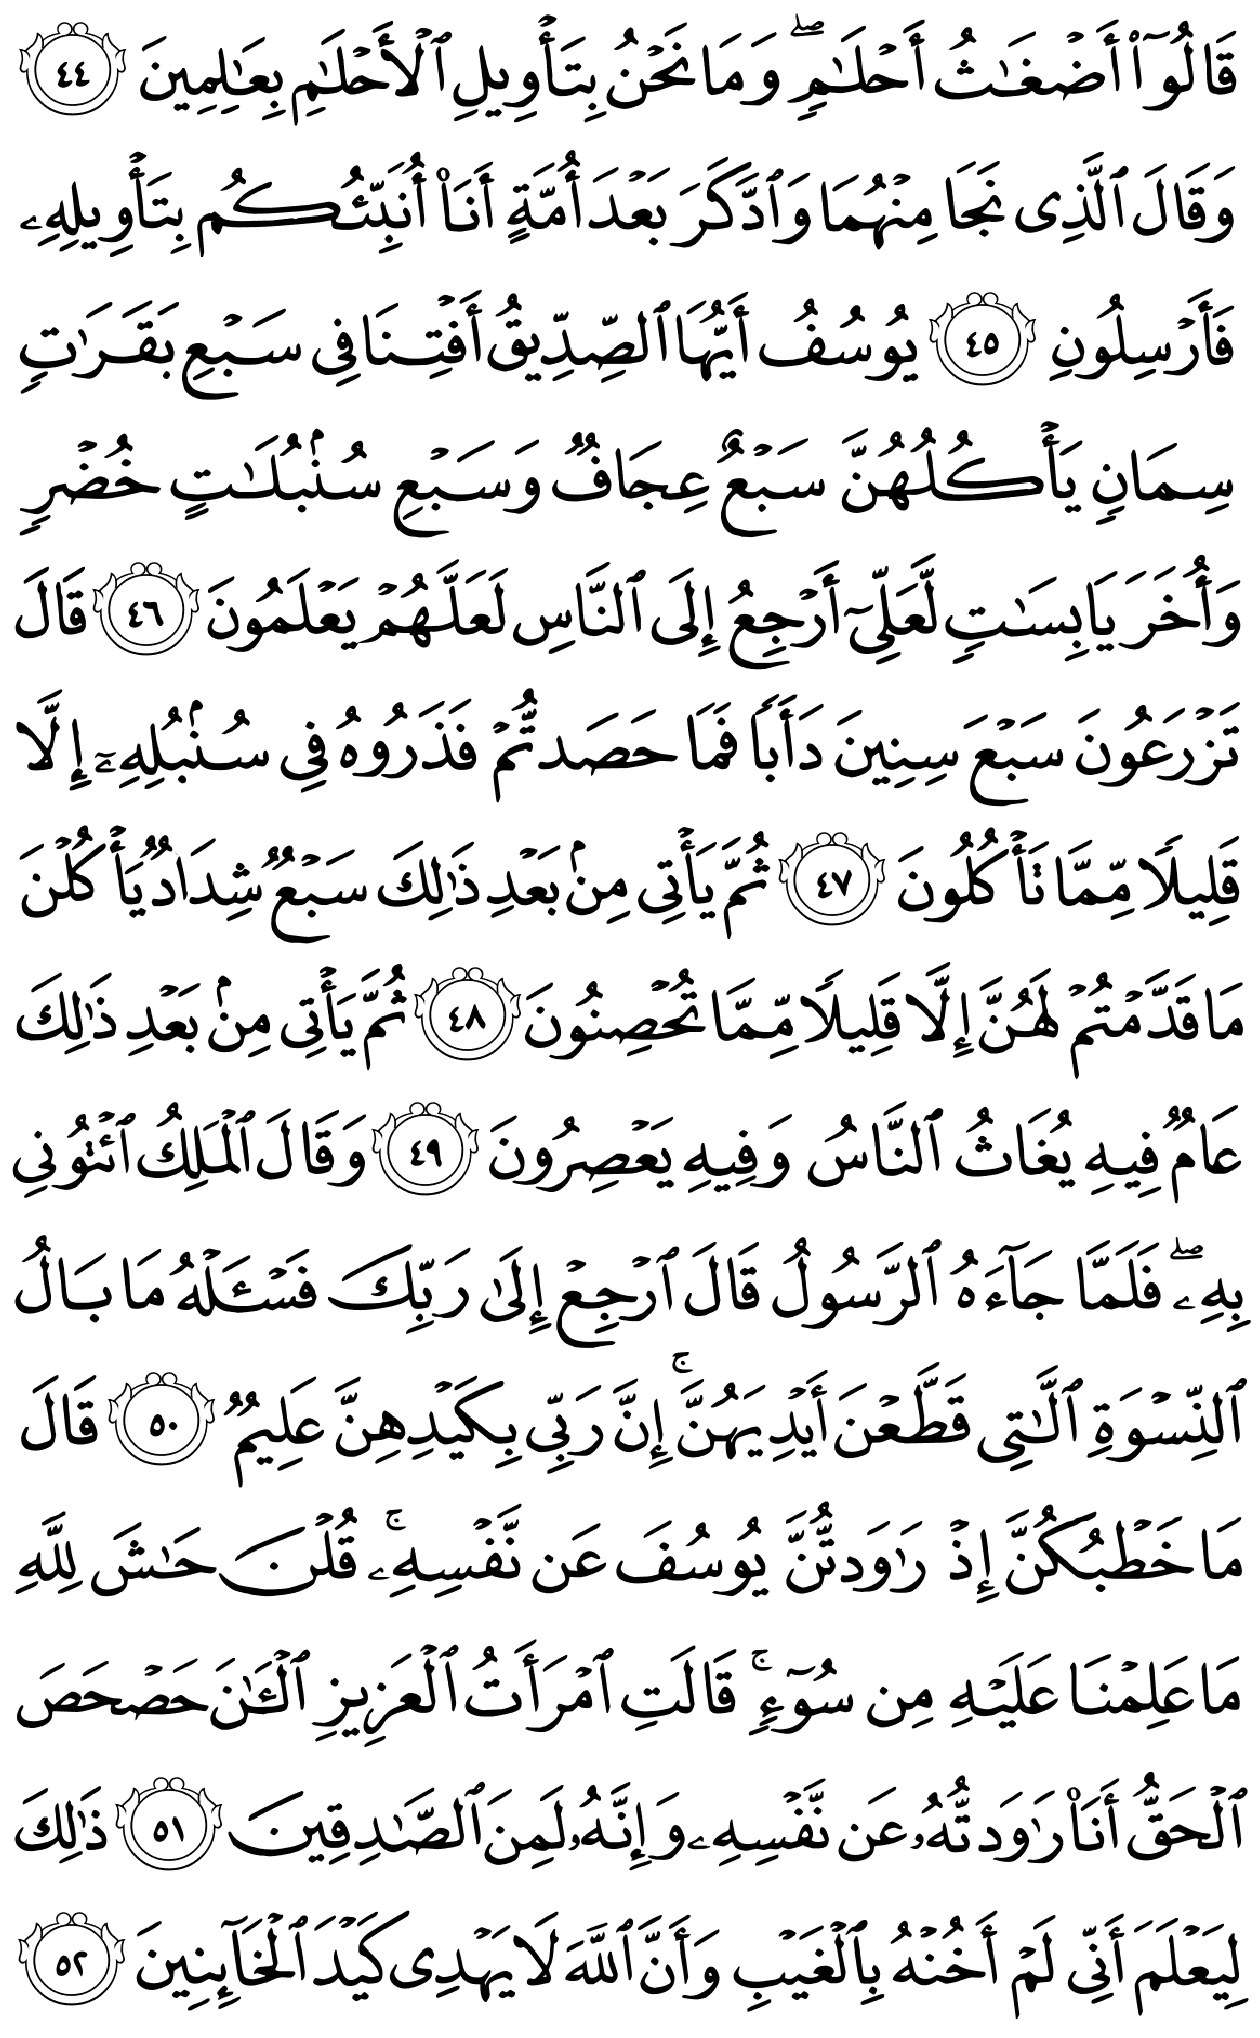 قَالُوٓا۟ أَضْغَـٰثُ أَحْلَـٰمٍۢ ۖ وَمَا نَحْنُ بِتَأْوِيلِ ٱلْأَحْلَـٰمِ بِعَـٰلِمِينَ ٤٤
وَقَالَ ٱلَّذِى نَجَا مِنْهُمَا وَٱدَّكَرَ بَعْدَ أُمَّةٍ أَنَا۠ أُنَبِّئُكُم بِتَأْوِيلِهِۦ
فَأَرْسِلُونِ ٤٥ يُوسُفُ أَيُّهَا ٱلصِّدِّيقُ أَفْتِنَا فِى سَبْعِ بَقَرَٰتٍۢ
سِمَانٍۢ يَأْكُلُهُنَّ سَبْعٌ عِجَافٌۭ وَسَبْعِ سُنۢبُلَـٰتٍ خُضْرٍۢ
وَأُخَرَ يَابِسَـٰتٍۢ لَّعَلِّىٓ أَرْجِعُ إِلَى ٱلنَّاسِ لَعَلَّهُمْ يَعْلَمُونَ ٤٦ قَالَ
تَزْرَعُونَ سَبْعَ سِنِينَ دَأَبًۭا فَمَا حَصَدتُّمْ فَذَرُوهُ فِى سُنۢبُلِهِۦٓ إِلَّا
قَلِيلًۭا مِّمَّا تَأْكُلُونَ ٤٧ ثُمَّ يَأْتِى مِنۢ بَعْدِ ذَٰلِكَ سَبْعٌۭ شِدَادٌۭ يَأْكُلْنَ
مَا قَدَّمْتُمْ لَهُنَّ إِلَّا قَلِيلًۭا مِّمَّا تُحْصِنُونَ ٤٨ ثُمَّ يَأْتِى مِنۢ بَعْدِ ذَٰلِكَ
عَامٌۭ فِيهِ يُغَاثُ ٱلنَّاسُ وَفِيهِ يَعْصِرُونَ ٤٩ وَقَالَ ٱلْمَلِكُ ٱئْتُونِى
بِهِۦ ۖ فَلَمَّا جَآءَهُ ٱلرَّسُولُ قَالَ ٱرْجِعْ إِلَىٰ رَبِّكَ فَسْـَٔلْهُ مَا بَالُ
ٱلنِّسْوَةِ ٱلَّـٰتِى قَطَّعْنَ أَيْدِيَهُنَّ ۚ إِنَّ رَبِّى بِكَيْدِهِنَّ عَلِيمٌۭ ٥٠ قَالَ
مَا خَطْبُكُنَّ إِذْ رَٰوَدتُّنَّ يُوسُفَ عَن نَّفْسِهِۦ ۚ قُلْنَ حَـٰشَ لِلَّهِ
مَا عَلِمْنَا عَلَيْهِ مِن سُوٓءٍۢ ۚ قَالَتِ ٱمْرَأَتُ ٱلْعَزِيزِ ٱلْـَٔـٰنَ حَصْحَصَ
ٱلْحَقُّ أَنَا۠ رَٰوَدتُّهُۥ عَن نَّفْسِهِۦ وَإِنَّهُۥ لَمِنَ ٱلصَّـٰدِقِينَ ٥١ ذَٰلِكَ
لِيَعْلَمَ أَنِّى لَمْ أَخُنْهُ بِٱلْغَيْبِ وَأَنَّ ٱللَّهَ لَا يَهْدِى كَيْدَ ٱلْخَآئِنِينَ ٥٢